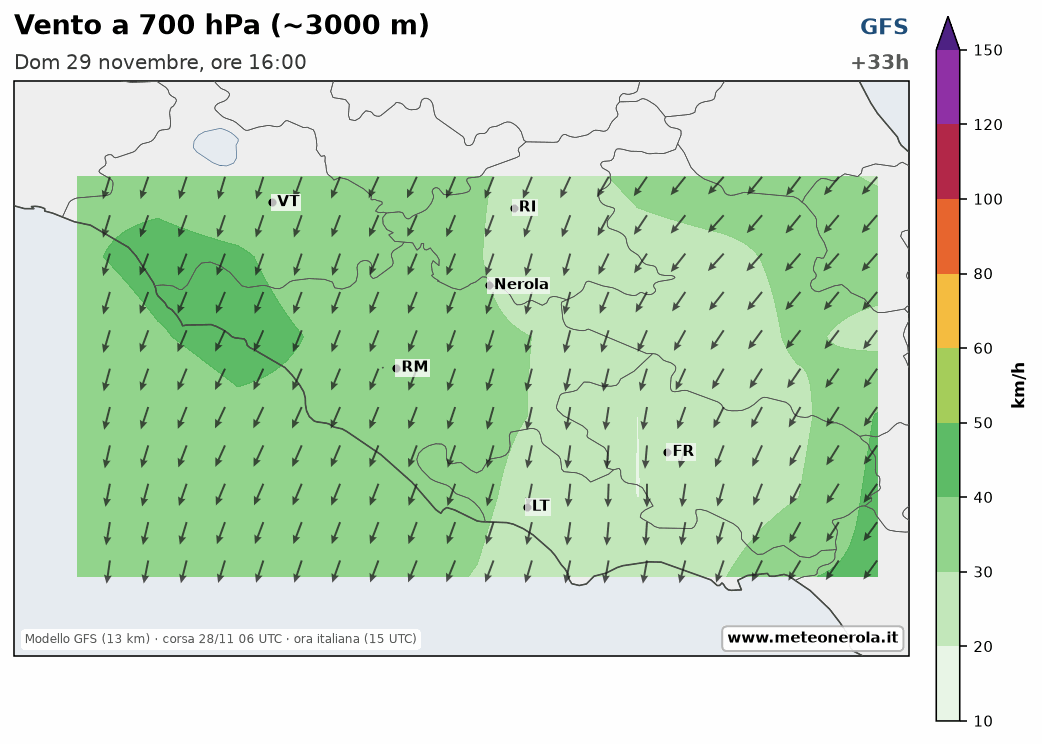 Vento a 700 hPa (~3000 m)
GFS
Dom 29 novembre, ore 16:00
+33h
VT
RI
Nerola
RM
FR
LT
Modello GFS (13 km) · corsa 28/11 06 UTC · ora italiana (15 UTC)
www.meteonerola.it
150
120
100
80
60
50
40
30
20
10
km/h